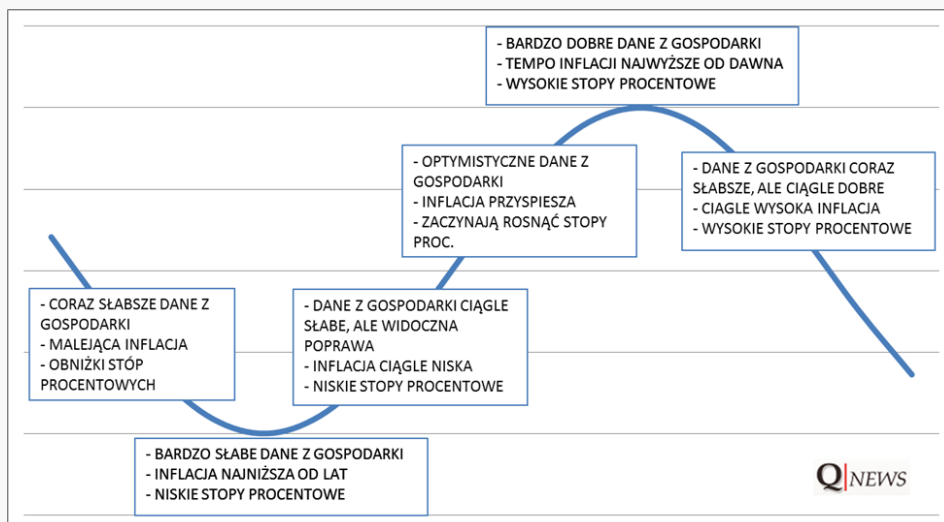 - BARDZO DOBRE DANE Z GOSPODARKI
- TEMPO INFLACJI NAJWYŻSZE OD DAWNA
- WYSOKIE STOPY PROCENTOWE
- OPTYMISTYCZNE DANE Z
GOSPODARKI
- INFLACJA PRZYSPIESZA
- ZACZYNAJĄ ROSNĄĆ STOPY
PROC.
- DANE Z GOSPODARKI CORAZ
SŁABSZE, ALE CIĄGLE DOBRE
- CIAGLE WYSOKA INFLACJA
- WYSOKIE STOPY PROCENTOWE
- CORAZ SŁABSZE DANE Z
GOSPODARKI
- MALEJĄCA INFLACJA
- OBNIŻKI STÓP
PROCENTOWYCH
- DANE Z GOSPODARKI CIĄGLE
SŁABE, ALE WIDOCZNA
POPRAWA
- INFLACJA CIĄGLE NISKA
- NISKIE STOPY PROCENTOWE
- BARDZO SŁABE DANE Z GOSPODARKI
- INFLACJA NAJNIŻSZA OD LAT
- NISKIE STOPY PROCENTOWE
Q|NEWS